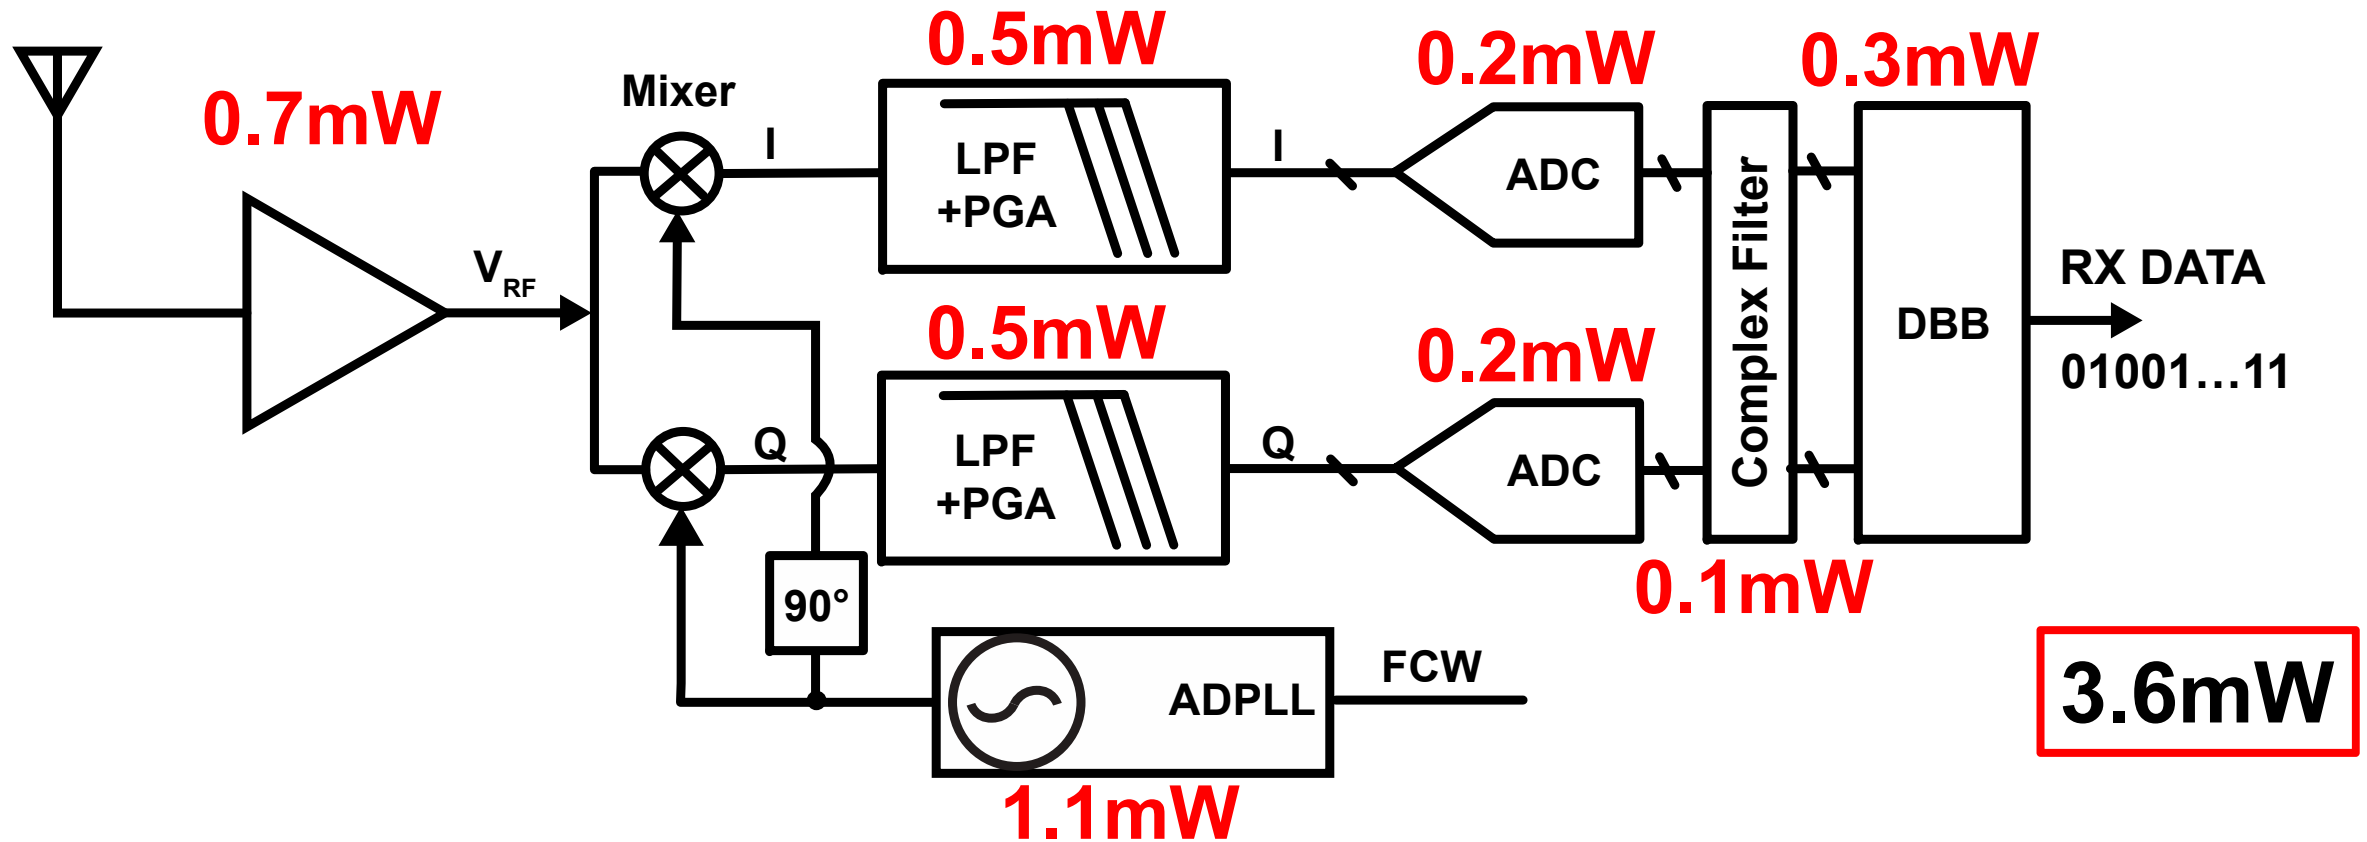 0.5mW
0.2mW
0.3mW
0.7mW
Mixer
I
LPF
+PGA
I
ADC
Complex Filter
V_RF
RX DATA
DBB
01001...11
0.5mW
0.2mW
Q
LPF
+PGA
Q
ADC
0.1mW
90°
ADPLL
FCW
3.6mW
1.1mW